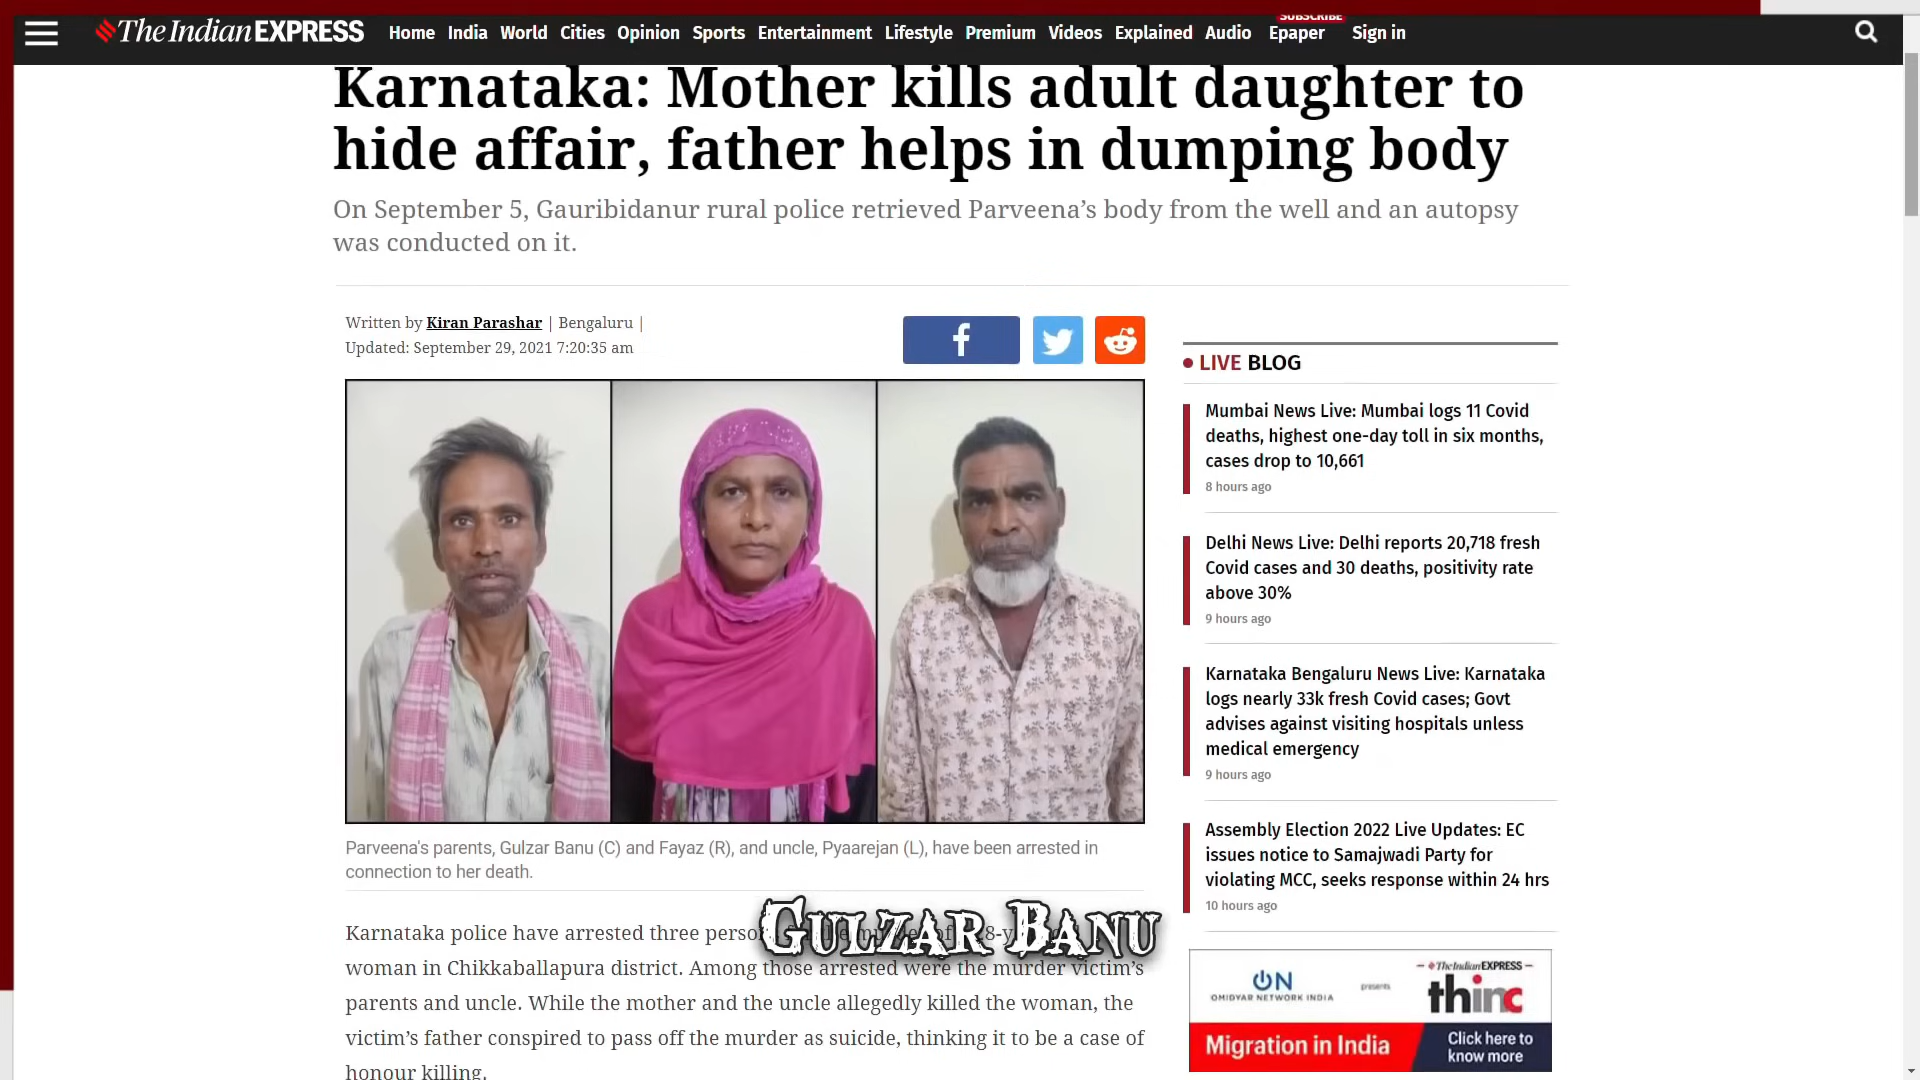 The Indian EXPRESS
Home India World Cities Opinion Sports Entertainment Lifestyle Premium Videos Explained Audio Epaper Sign in
SUBSCRIBE
Karnataka: Mother kills adult daughter to
hide affair, father helps in dumping body
On September 5, Gauribidanur rural police retrieved Parveena’s body from the well and an autopsy
was conducted on it.
Written by Kiran Parashar | Bengaluru |
Updated: September 29, 2021 7:20:35 am
Parveena's parents, Gulzar Banu (C) and Fayaz (R), and uncle, Pyaarejan (L), have been arrested in
connection to her death.
Karnataka police have arrested three
woman in Chikkaballapura district. Among those arrested were the murder victim’s
parents and uncle. While the mother and the uncle allegedly killed the woman, the
victim’s father conspired to pass off the murder as suicide, thinking it to be a case of
honour killing.
GULZAR BANU
LIVE BLOG
Mumbai News Live: Mumbai logs 11 Covid
deaths, highest one-day toll in six months,
cases drop to 10,661
8 hours ago
Delhi News Live: Delhi reports 20,718 fresh
Covid cases and 30 deaths, positivity rate
above 30%
9 hours ago
Karnataka Bengaluru News Live: Karnataka
logs nearly 33k fresh Covid cases; Govt
advises against visiting hospitals unless
medical emergency
9 hours ago
Assembly Election 2022 Live Updates: EC
issues notice to Samajwadi Party for
violating MCC, seeks response within 24 hrs
10 hours ago
ON
OMIDYAR NETWORK INDIA
presents
The Indian EXPRESS
thinc
Migration in India
Click here to
know more